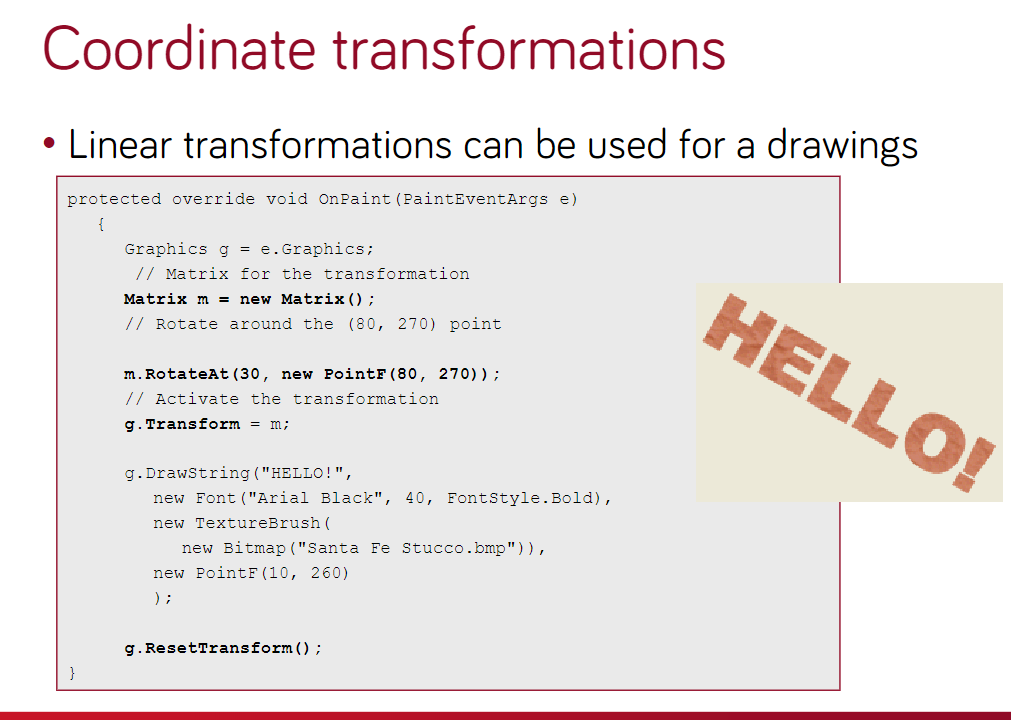 Coordinate transformations
• Linear transformations can be used for a drawings
protected override void OnPaint(PaintEventArgs e)
{
Graphics g = e.Graphics;
// Matrix for the transformation
Matrix m = new Matrix();
// Rotate around the (80, 270) point
m.RotateAt(30, new PointF(80, 270));
// Activate the transformation
g.Transform = m;
g.DrawString("HELLO!",
new Font("Arial Black", 40, FontStyle.Bold),
new TextureBrush(
new Bitmap("Santa Fe Stucco.bmp")),
new PointF(10, 260)
);
g.ResetTransform();
}
HELLO!